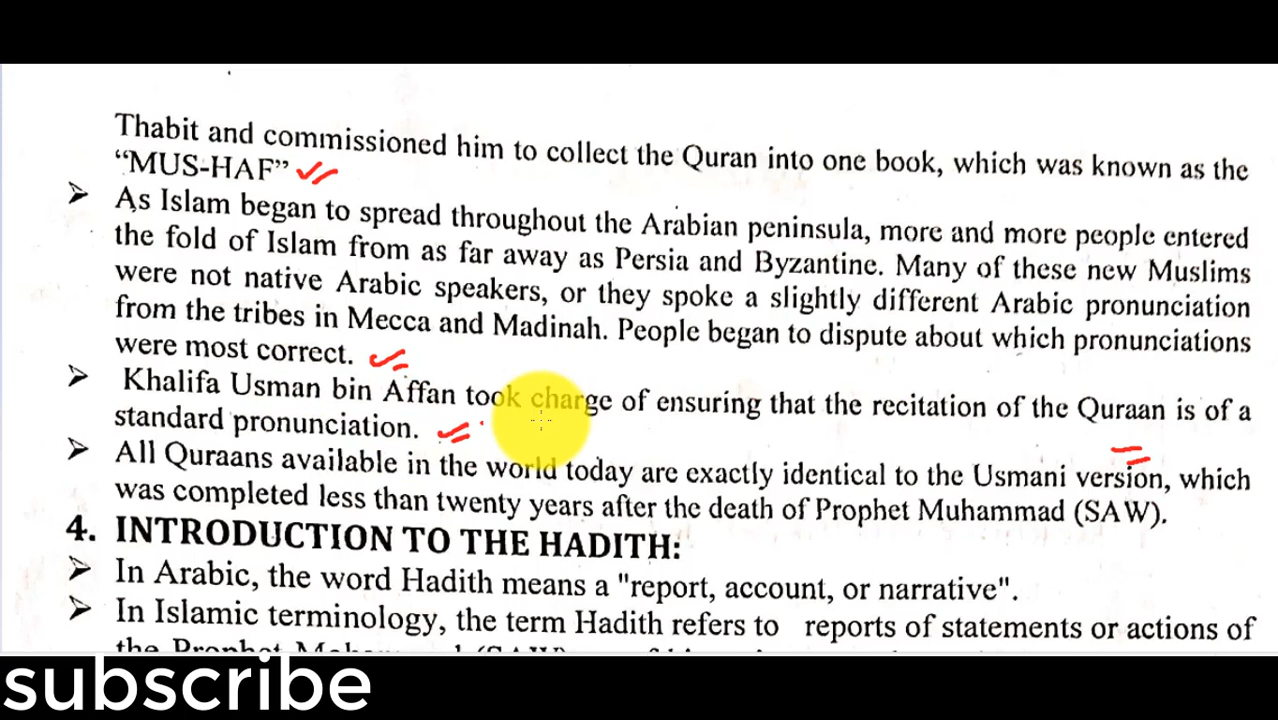 Thabit and commissioned him to collect the Quran into one book, which was known as the
“MUS-HAF”
➤ As Islam began to spread throughout the Arabian peninsula, more and more people entered
the fold of Islam from as far away as Persia and Byzantine. Many of these new Muslims
were not native Arabic speakers, or they spoke a slightly different Arabic pronunciation
from the tribes in Mecca and Madinah. People began to dispute about which pronunciations
were most correct.
➤ Khalifa Usman bin Affan took charge of ensuring that the recitation of the Quraan is of a
standard pronunciation.
➤ All Quraans available in the world today are exactly identical to the Usmani version, which
was completed less than twenty years after the death of Prophet Muhammad (SAW).
4. INTRODUCTION TO THE HADITH:
➤ In Arabic, the word Hadith means a "report, account, or narrative".
➤ In Islamic terminology, the term Hadith refers to reports of statements or actions of
the Prophet
subscribe